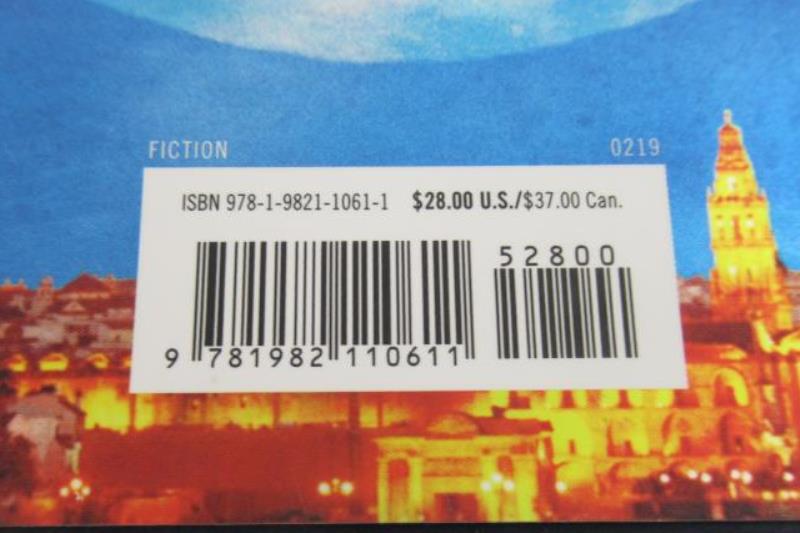 FICTION 0219
ISBN 978-1-9821-1061-1 $28.00 U.S./$37.00 Can.
52800
9 781982 110611